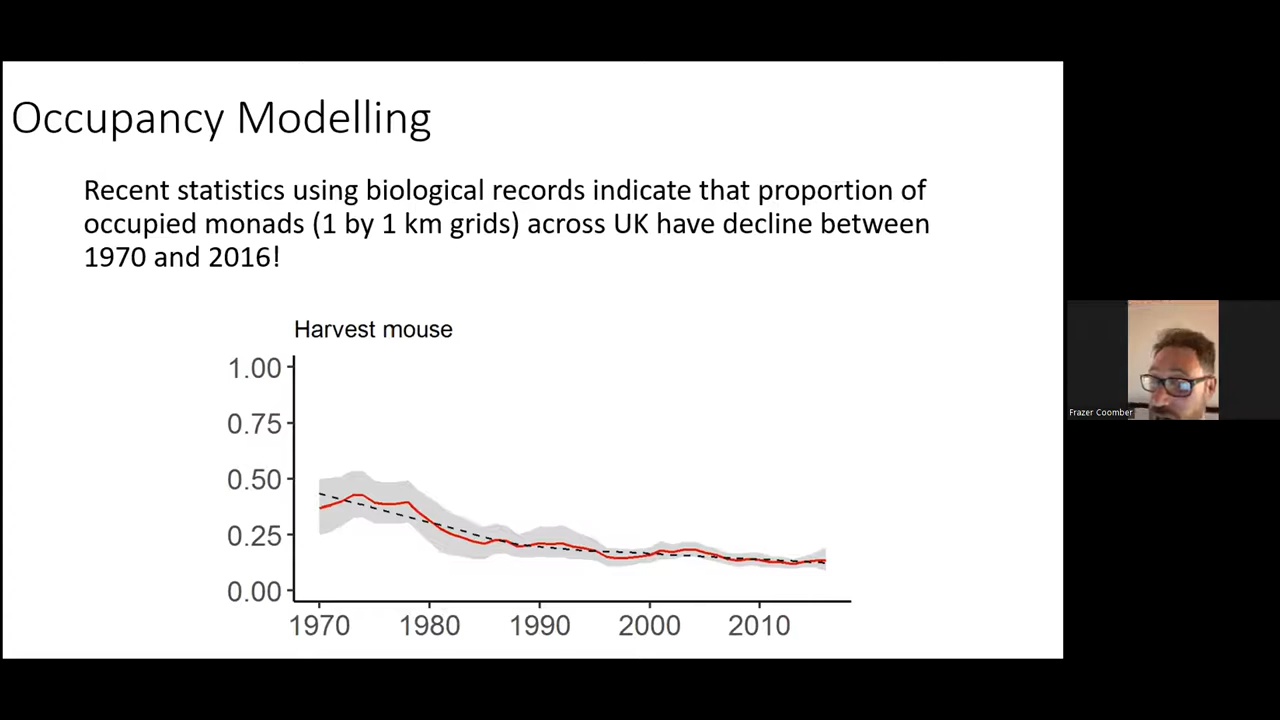 Occupancy Modelling
Recent statistics using biological records indicate that proportion of
occupied monads (1 by 1 km grids) across UK have decline between
1970 and 2016!
Harvest mouse
1.00
0.75
0.50
0.25
0.00
1970 1980 1990 2000 2010
Frazer Coomber